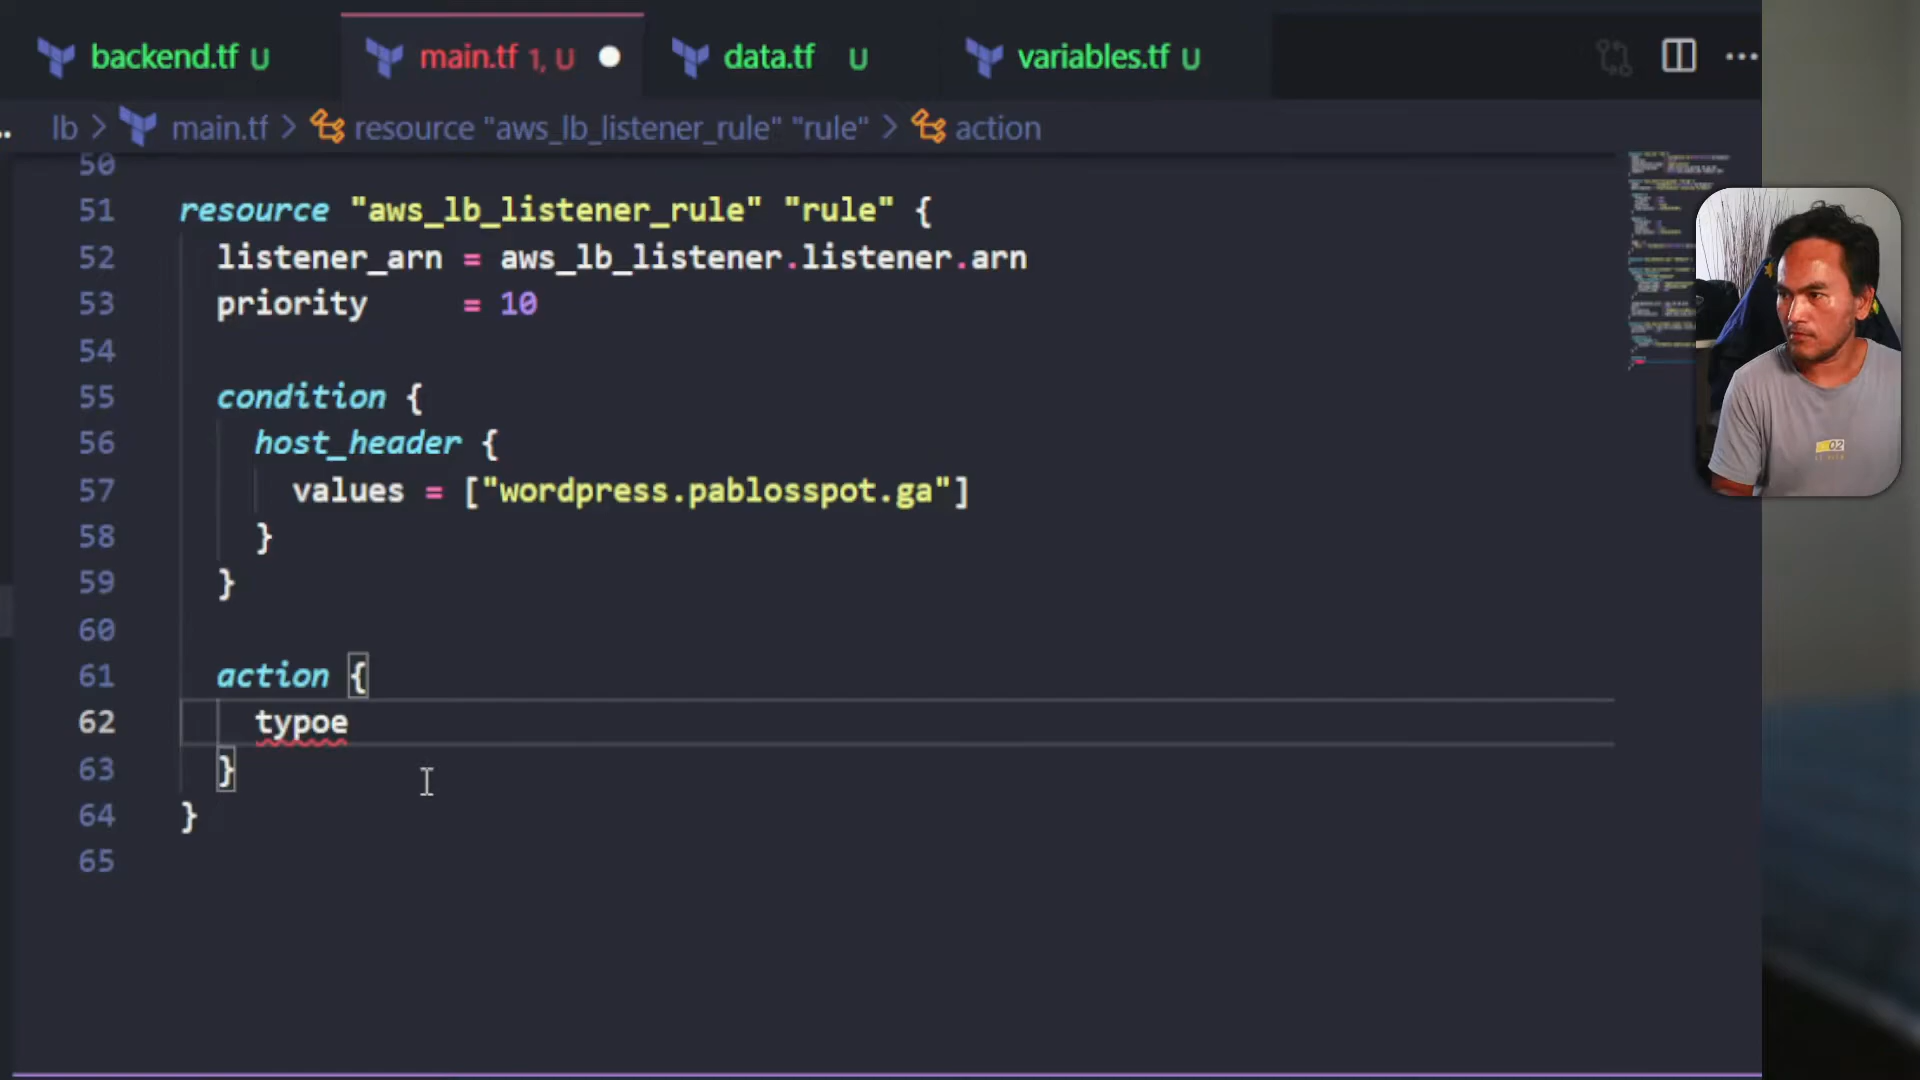 backend.tf U main.tf 1, U data.tf U variables.tf U
lb > main.tf > resource "aws_lb_listener_rule" "rule" > action
50
51 resource "aws_lb_listener_rule" "rule" {
52 listener_arn = aws_lb_listener.listener.arn
53 priority = 10
54
55 condition {
56 host_header {
57 values = ["wordpress.pablosspot.ga"]
58 }
59 }
60
61 action {
62 typoe
63 }
64 }
65
02